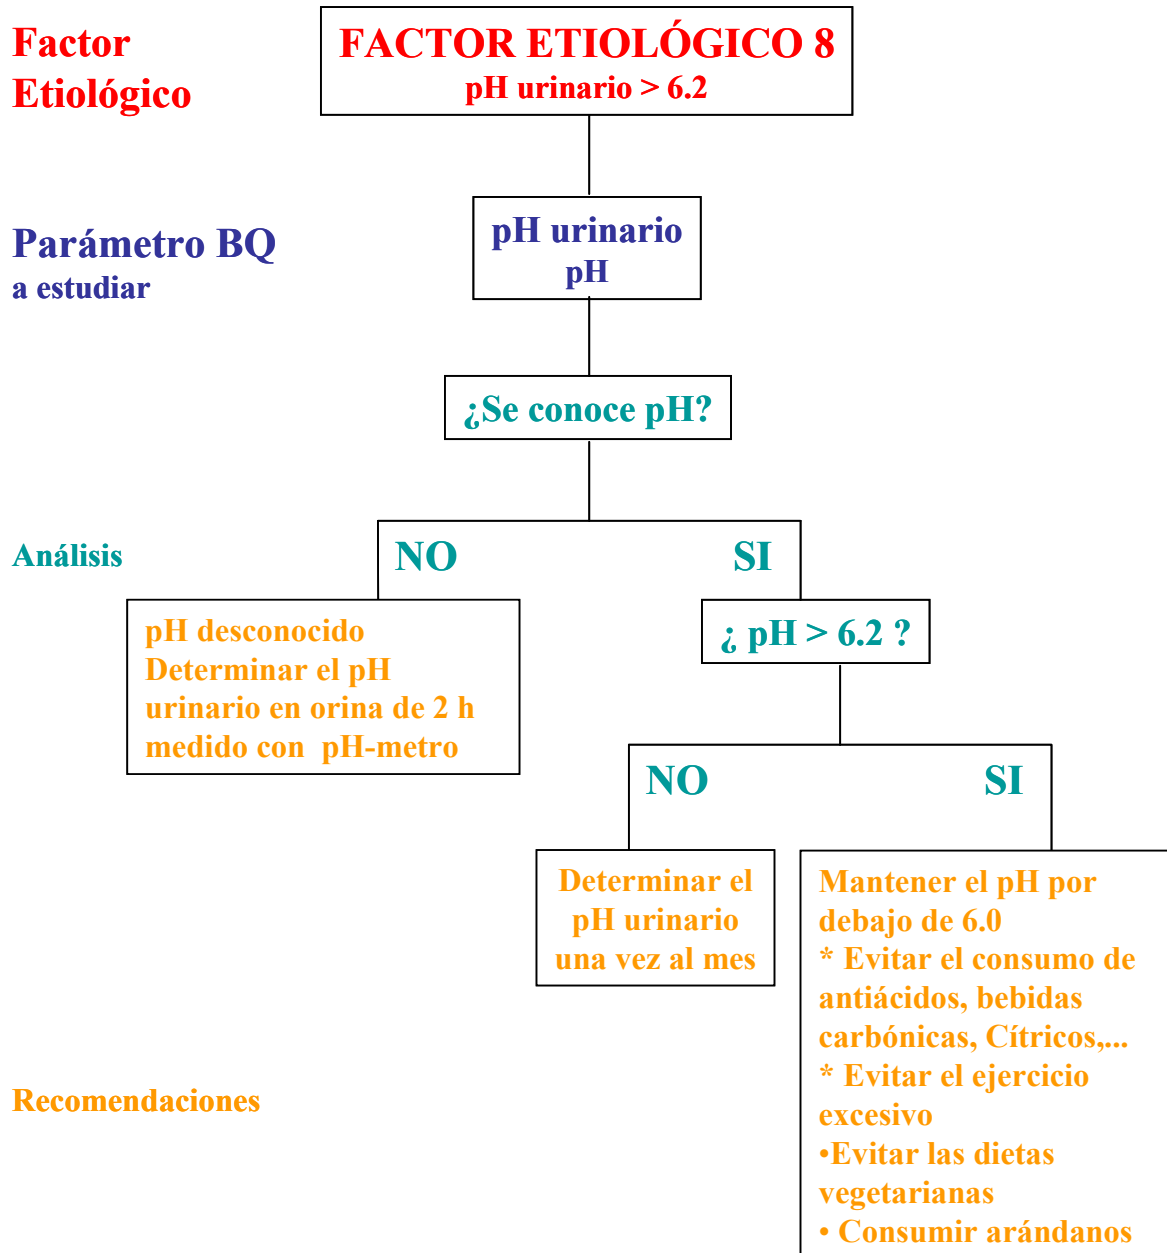 Factor
Etiológico
FACTOR ETIOLÓGICO 8
pH urinario > 6.2
Parámetro BQ
a estudiar
pH urinario
pH
¿Se conoce pH?
Análisis
NO
SI
pH desconocido
Determinar el pH
urinario en orina de 2 h
medido con pH-metro
¿ pH > 6.2 ?
NO
SI
Determinar el
pH urinario
una vez al mes
Mantener el pH por
debajo de 6.0
* Evitar el consumo de
antiácidos, bebidas
carbónicas, Cítricos,...
* Evitar el ejercicio
excesivo
•Evitar las dietas
vegetarianas
• Consumir arándanos
Recomendaciones